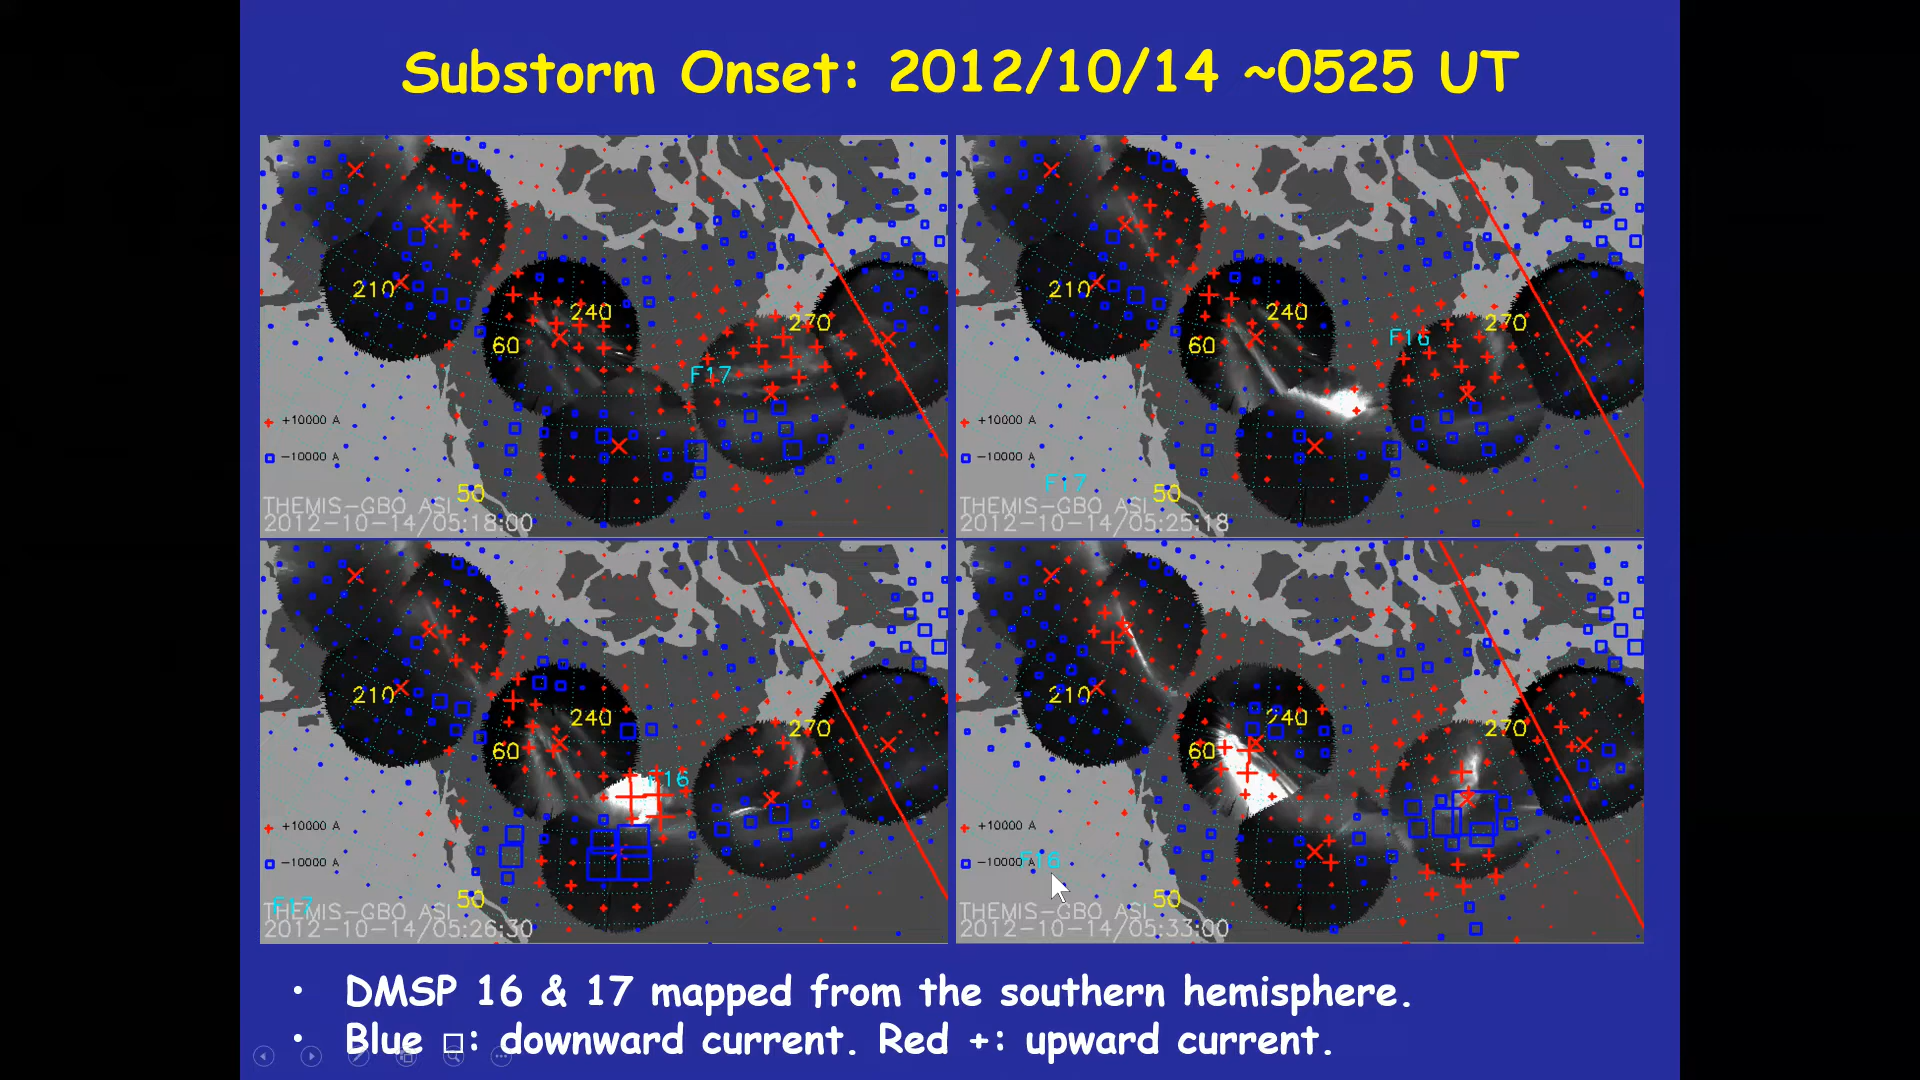 Substorm Onset: 2012/10/14 ~0525 UT
210
240
60
270
F17
+10000 A
−10000 A
50
THEMIS−GBO ASI
2012−10−14/05:18:00
210
240
60
270
F16
+10000 A
−10000 A
F17
50
THEMIS−GBO ASI
2012−10−14/05:25:18
210
240
60
F16
270
+10000 A
−10000 A
50
F17
THEMIS−GBO ASI
2012−10−14/05:26:30
210
240
60
270
+10000 A
−10000 A
F16
50
THEMIS−GBO ASI
2012−10−14/05:33:00
• DMSP 16 & 17 mapped from the southern hemisphere.
• Blue □: downward current. Red +: upward current.